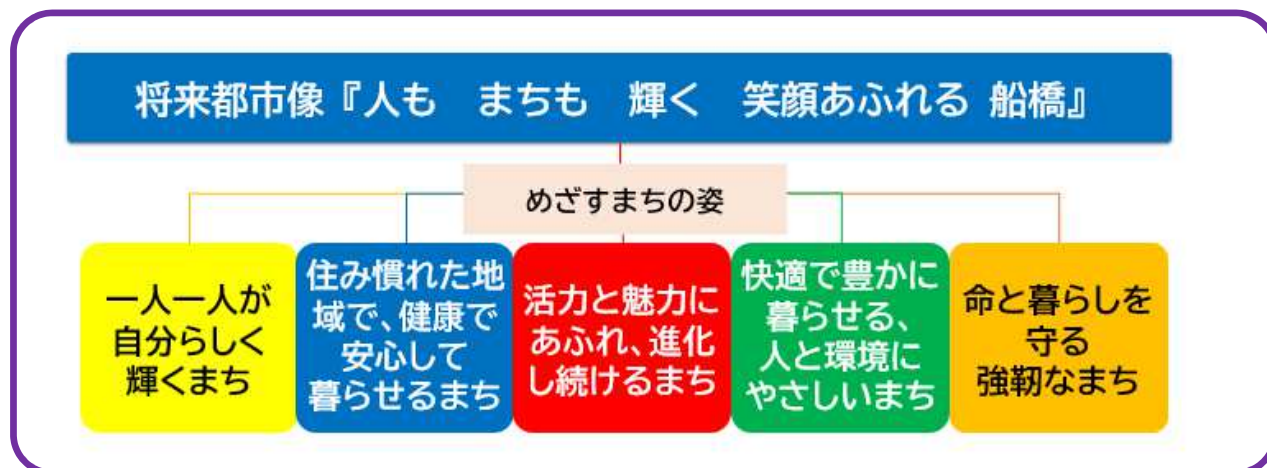 将来都市像『人も　まちも　輝く　笑顔あふれる 船橋』
めざすまちの姿
一人一人が
自分らしく
輝くまち
住み慣れた地
域で、健康で
安心して
暮らせるまち
活力と魅力に
あふれ、進化
し続けるまち
快適で豊かに
暮らせる、
人と環境に
やさしいまち
命と暮らしを
守る
強靭なまち